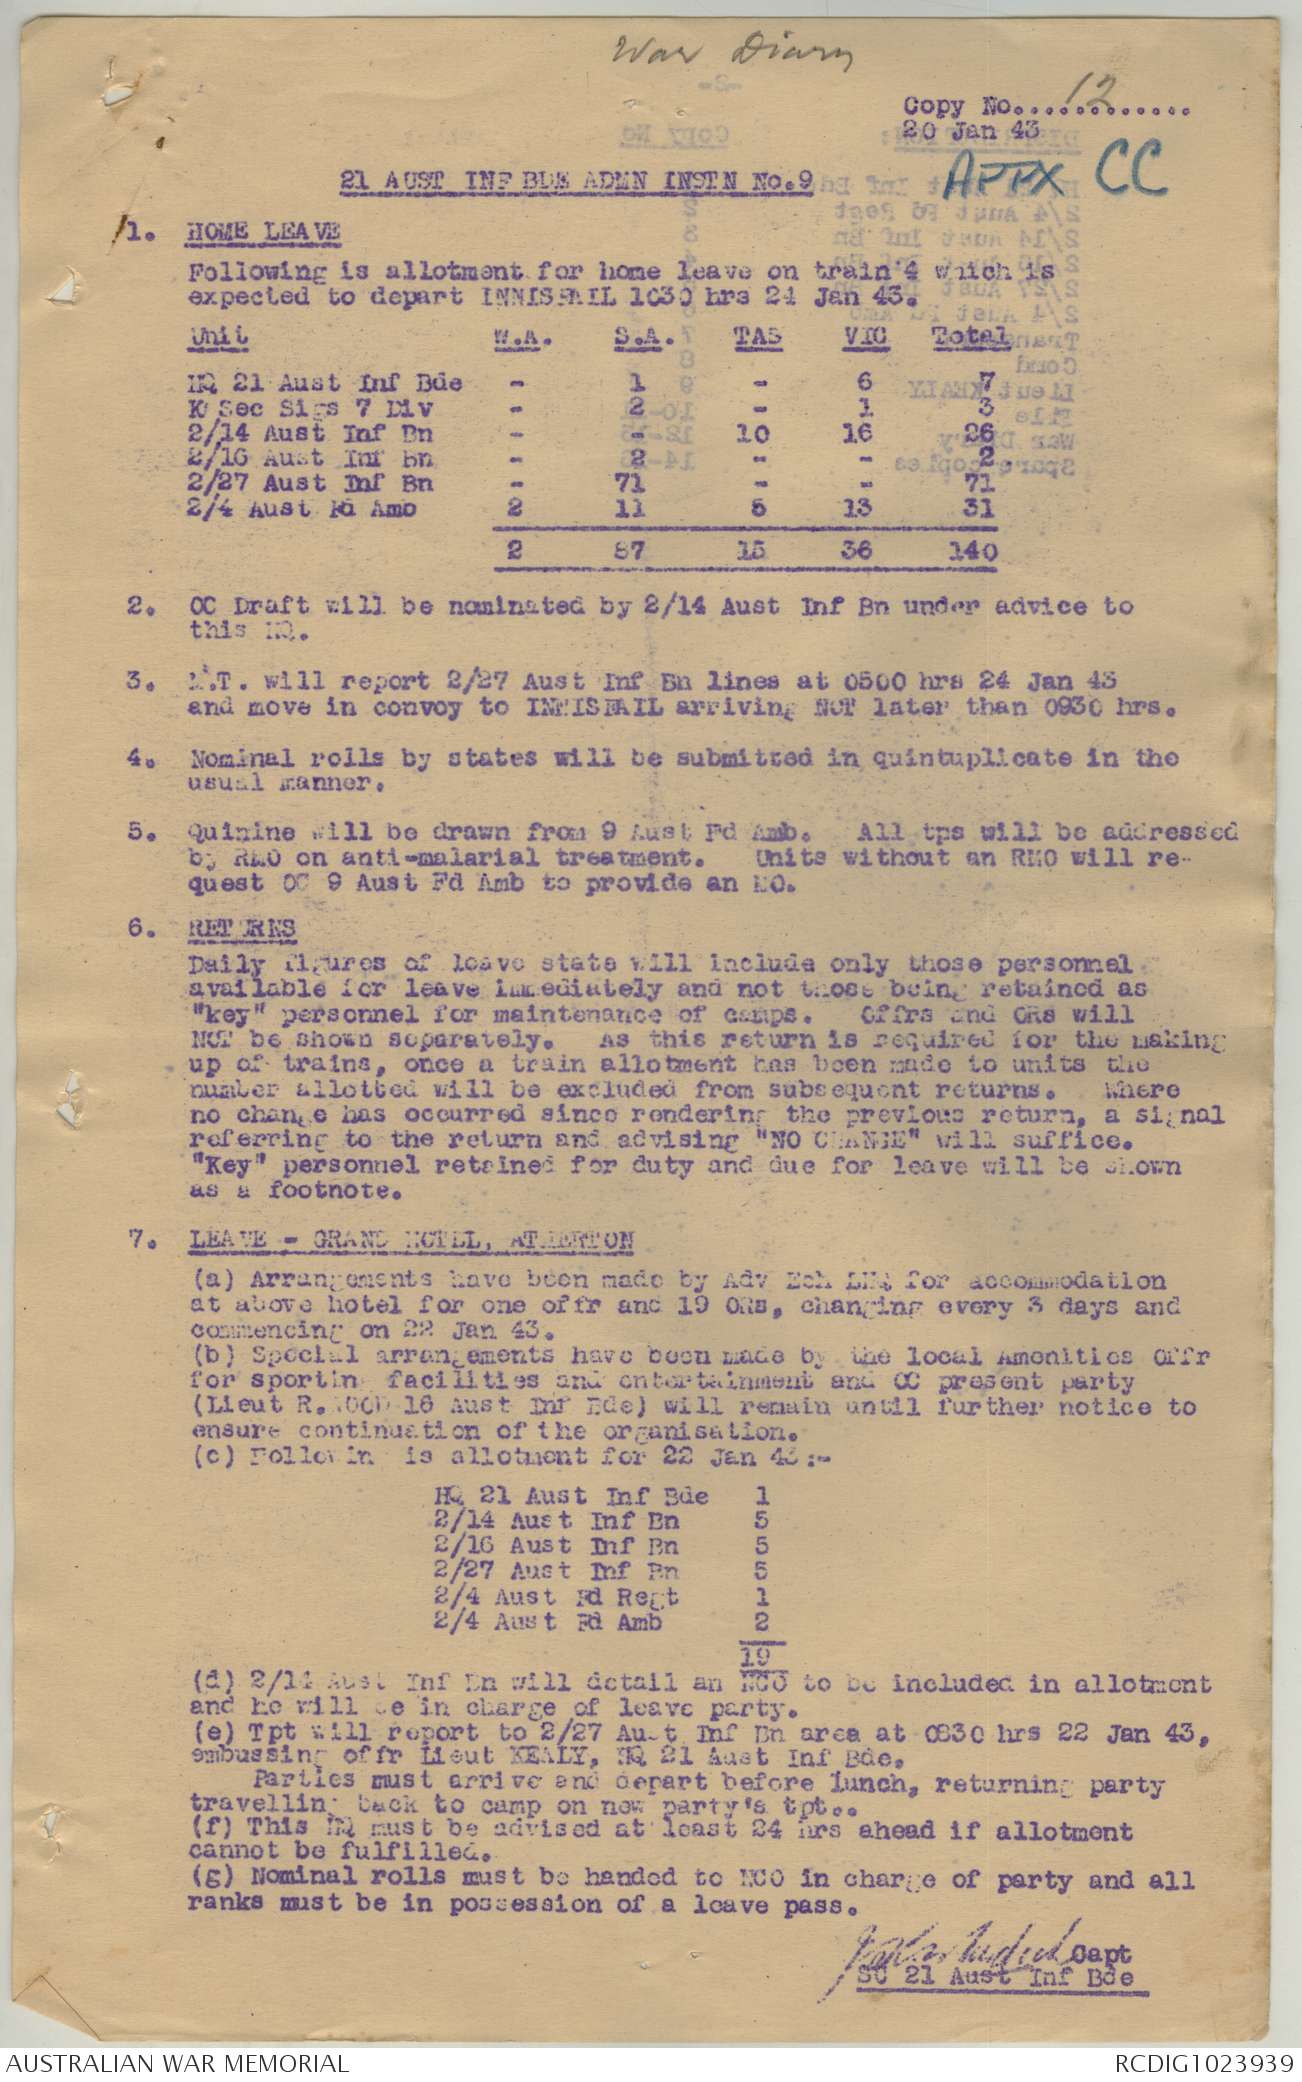 War Diary
Copy No. 12
20 Jan 43
APPX CC
21 AUST INF BDE ADMN INSTN No.9
1. HOME LEAVE
Following is allotment for home leave on train 4 which is
expected to depart INNISFAIL 1030 hrs 24 Jan 43.
Unit W.A. S.A. TAS VIC Total
HQ 21 Aust Inf Bde - 1 - 6 7
K Sec Sigs 7 Div - 2 - 1 3
2/14 Aust Inf Bn - - 10 16 26
2/16 Aust Inf Bn - 2 - - 2
2/27 Aust Inf Bn - 71 - - 71
2/4 Aust Fd Amb 2 11 5 13 31
2 87 15 36 140
2. OC Draft will be nominated by 2/14 Aust Inf Bn under advice to
this HQ.
3. M.T. will report 2/27 Aust Inf Bn lines at 0500 hrs 24 Jan 43
and move in convoy to INNISFAIL arriving NOT later than 0930 hrs.
4. Nominal rolls by states will be submitted in quintuplicate in the
usual manner.
5. Quinine will be drawn from 9 Aust Fd Amb. All tps will be addressed
by RMO on anti-malarial treatment. Units without an RMO will re-
quest OC 9 Aust Fd Amb to provide an MO.
6. RETURNS
Daily figures of leave state will include only those personnel
available for leave immediately and not those being retained as
"key" personnel for maintenance of camps. Offrs and ORs will
NOT be shown separately. As this return is required for the making
up of trains, once a train allotment has been made to units the
number allotted will be excluded from subsequent returns. Where
no change has occurred since rendering the previous return, a signal
referring to the return and advising "NO CHANGE" will suffice.
"Key" personnel retained for duty and due for leave will be shown
as a footnote.
7. LEAVE - GRAND HOTEL, ATHERTON
(a) Arrangements have been made by Adv Ech LHQ for accommodation
at above hotel for one offr and 19 ORs, changing every 3 days and
commencing on 22 Jan 43.
(b) Special arrangements have been made by the local Amenities Offr
for sporting facilities and entertainment and OC present party
(Lieut R. 16 Aust Inf Bde) will remain until further notice to
ensure continuation of the organisation.
(c) Following is allotment for 22 Jan 43:-
HQ 21 Aust Inf Bde 1
2/14 Aust Inf Bn 5
2/16 Aust Inf Bn 5
2/27 Aust Inf Bn 5
2/4 Aust Fd Regt 1
2/4 Aust Fd Amb 2
19
(d) 2/14 Aust Inf Bn will detail an NCO to be included in allotment
and he will be in charge of leave party.
(e) Tpt will report to 2/27 Aust Inf Bn area at 0830 hrs 22 Jan 43,
embussing offr Lieut KEALY, HQ 21 Aust Inf Bde.
Parties must arrive and depart before lunch, returning party
travelling back to camp on new party's tpt..
(f) This HQ must be advised at least 24 hrs ahead if allotment
cannot be fulfilled.
(g) Nominal rolls must be handed to NCO in charge of party and all
ranks must be in possession of a leave pass.
Capt
SC 21 Aust Inf Bde
AUSTRALIAN WAR MEMORIAL
RCDIG1023939